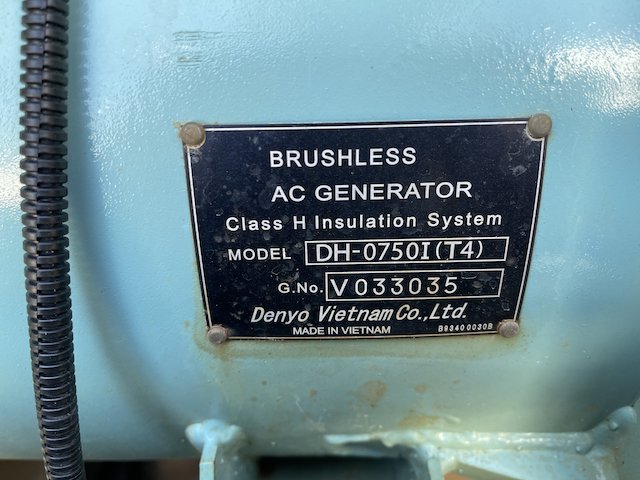 BRUSHLESS
AC GENERATOR
Class H Insulation System
MODEL DH-0750I(T4)
G.No. V033035
Denyo Vietnam Co.,Ltd.
MADE IN VIETNAM B93400030B